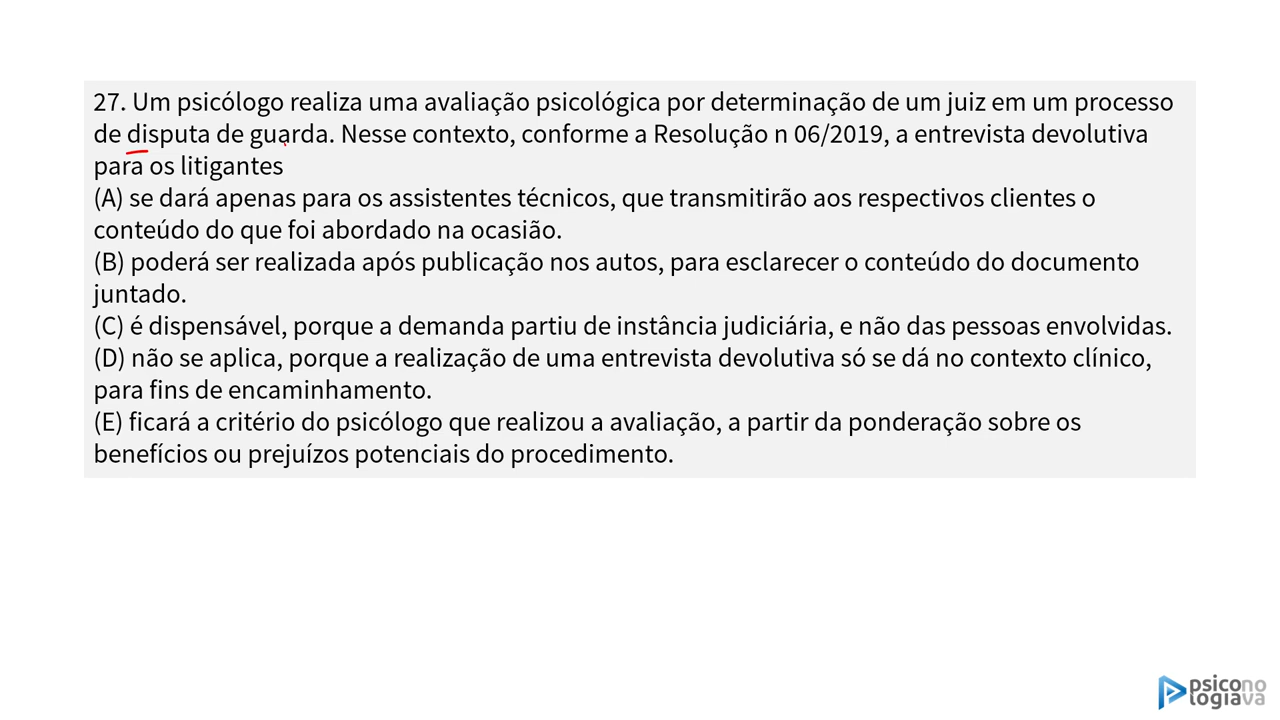 27. Um psicólogo realiza uma avaliação psicológica por determinação de um juiz em um processo
de disputa de guarda. Nesse contexto, conforme a Resolução n 06/2019, a entrevista devolutiva
para os litigantes
(A) se dará apenas para os assistentes técnicos, que transmitirão aos respectivos clientes o
conteúdo do que foi abordado na ocasião.
(B) poderá ser realizada após publicação nos autos, para esclarecer o conteúdo do documento
juntado.
(C) é dispensável, porque a demanda partiu de instância judiciária, e não das pessoas envolvidas.
(D) não se aplica, porque a realização de uma entrevista devolutiva só se dá no contexto clínico,
para fins de encaminhamento.
(E) ficará a critério do psicólogo que realizou a avaliação, a partir da ponderação sobre os
benefícios ou prejuízos potenciais do procedimento.
psicono
logiava